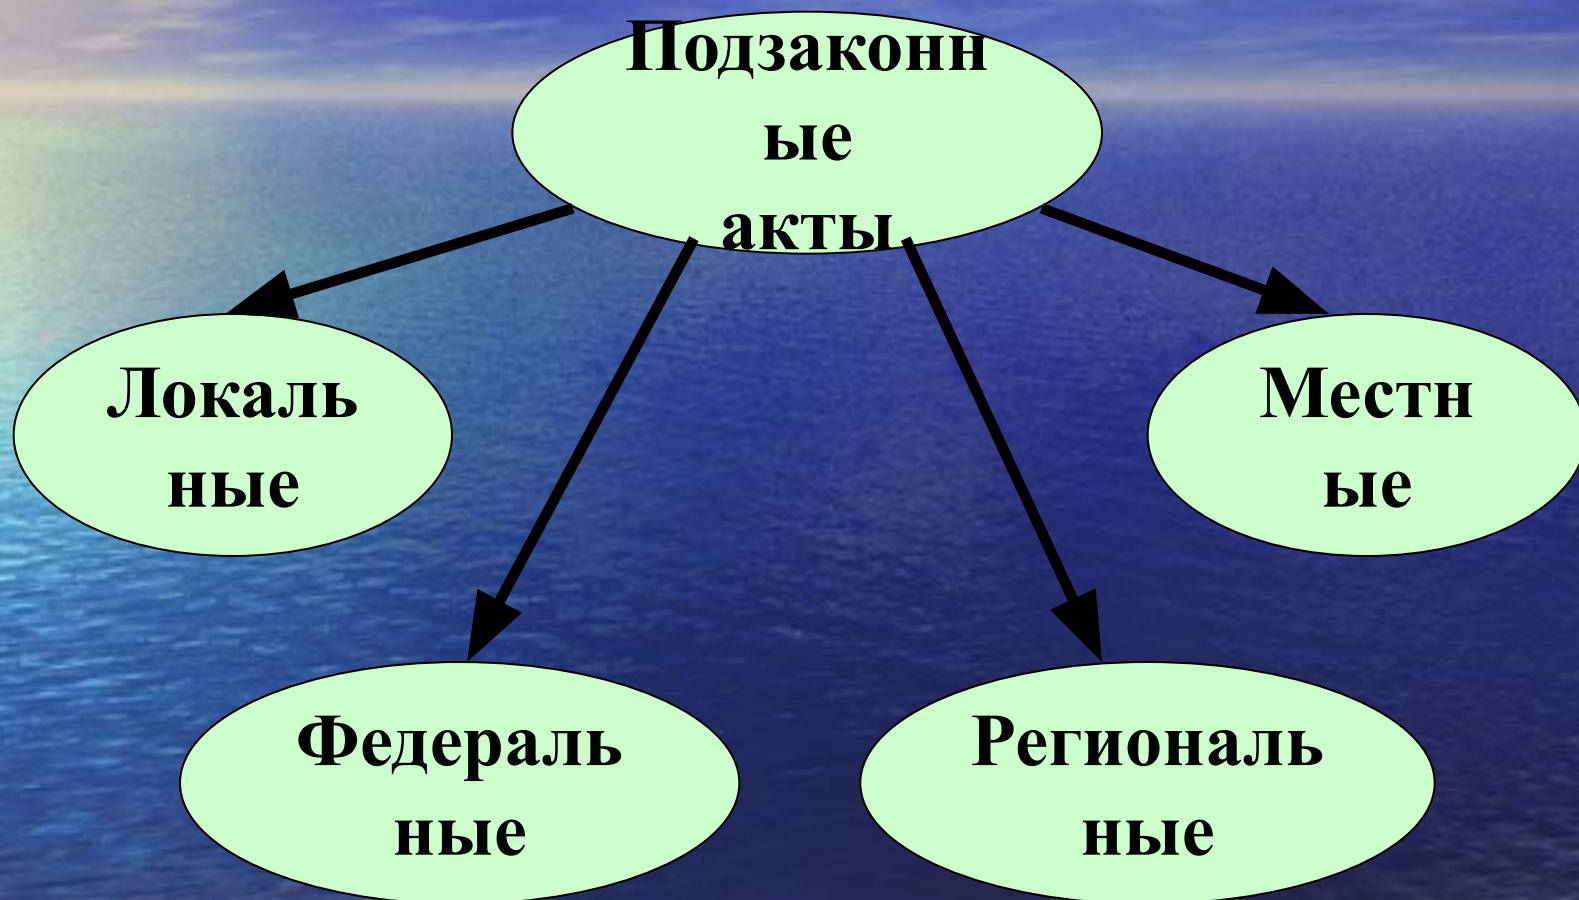 Подзаконн
ые
акты
Локаль
ные
Местн
ые
Федераль
ные
Региональ
ные